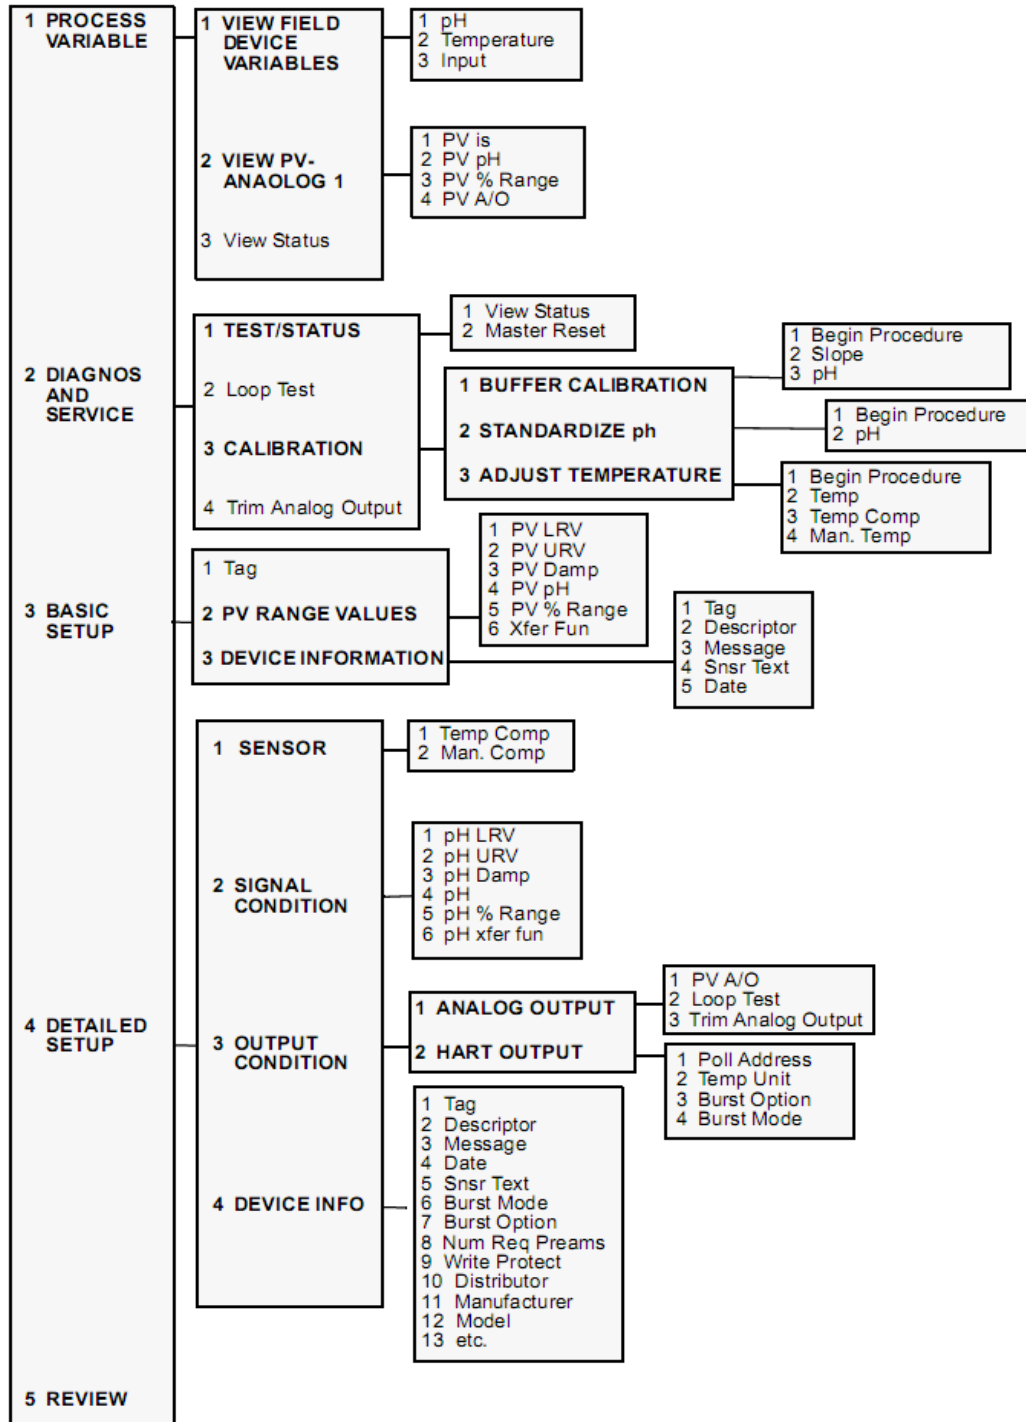 1 PROCESS
VARIABLE
1 VIEW FIELD
DEVICE
VARIABLES
1 pH
2 Temperature
3 Input
2 VIEW PV-
ANAOLOG 1
1 PV is
2 PV pH
3 PV % Range
4 PV A/O
3 View Status
2 DIAGNOS
AND
SERVICE
1 TEST/STATUS
1 View Status
2 Master Reset
2 Loop Test
3 CALIBRATION
1 BUFFER CALIBRATION
1 Begin Procedure
2 Slope
3 pH
2 STANDARDIZE ph
1 Begin Procedure
2 pH
3 ADJUST TEMPERATURE
1 Begin Procedure
2 Temp
3 Temp Comp
4 Man. Temp
4 Trim Analog Output
3 BASIC
SETUP
1 Tag
2 PV RANGE VALUES
1 PV LRV
2 PV URV
3 PV Damp
4 PV pH
5 PV % Range
6 Xfer Fun
3 DEVICE INFORMATION
1 Tag
2 Descriptor
3 Message
4 Snsr Text
5 Date
4 DETAILED
SETUP
1 SENSOR
1 Temp Comp
2 Man. Comp
2 SIGNAL
CONDITION
1 pH LRV
2 pH URV
3 pH Damp
4 pH
5 pH % Range
6 pH xfer fun
3 OUTPUT
CONDITION
1 ANALOG OUTPUT
1 PV A/O
2 Loop Test
3 Trim Analog Output
2 HART OUTPUT
1 Poll Address
2 Temp Unit
3 Burst Option
4 Burst Mode
4 DEVICE INFO
1 Tag
2 Descriptor
3 Message
4 Date
5 Snsr Text
6 Burst Mode
7 Burst Option
8 Num Req Preams
9 Write Protect
10 Distributor
11 Manufacturer
12 Model
13 etc.
5 REVIEW